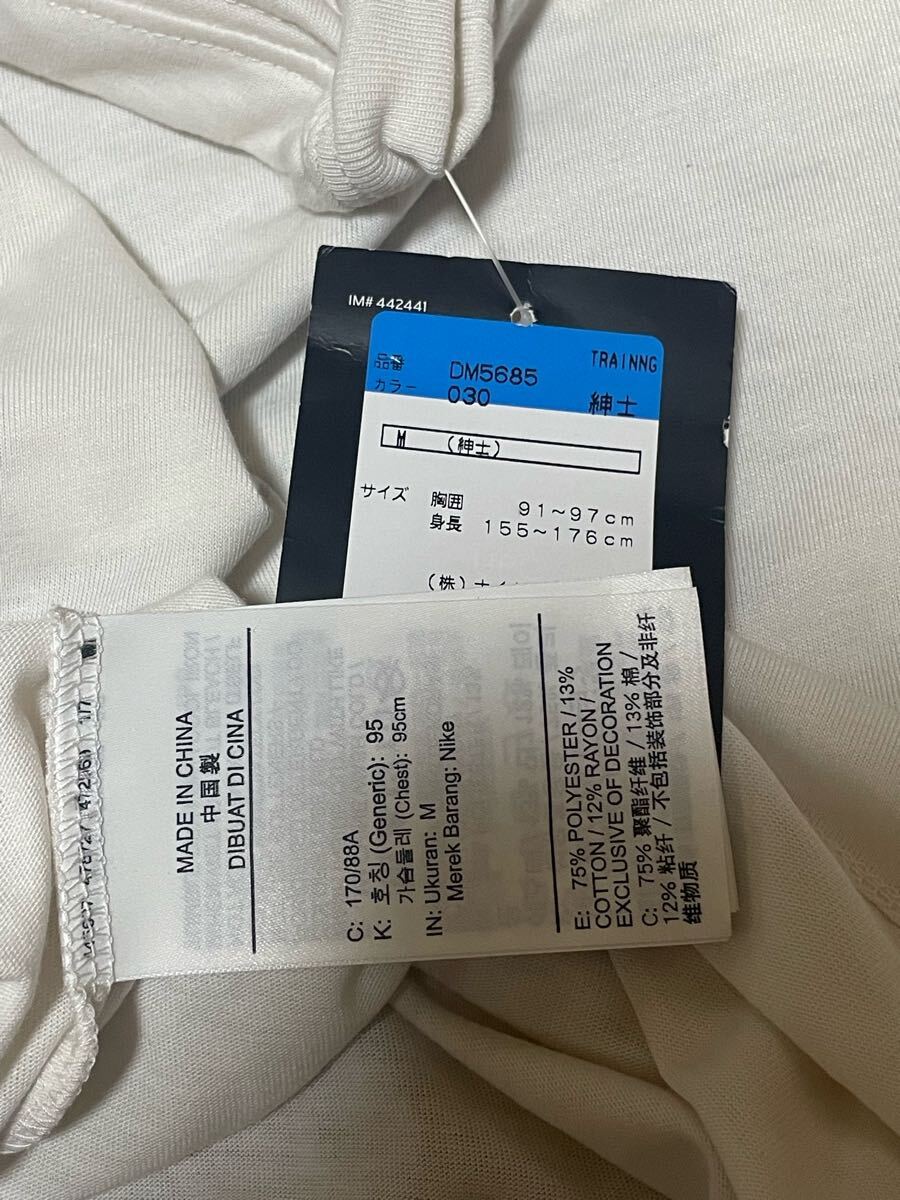 IM# 442441
品番 DM5685 TRAINNG
カラー 030 紳士
M (紳士)
サイズ 胸囲 91~97cm
身長 155~176cm
(株)ナイ
MADE IN CHINA
中国製
DIBUAT DI CINA
C: 170/88A
K: 호칭 (Generic): 95
가슴둘레 (Chest): 95cm
IN: Ukuran: M
Merek Barang: Nike
E: 75% POLYESTER / 13%
COTTON / 12% RAYON /
EXCLUSIVE OF DECORATION
C: 75% 聚酯纤维 / 13% 棉 /
12% 粘纤 / 不包括装饰部分及非纤
维物质